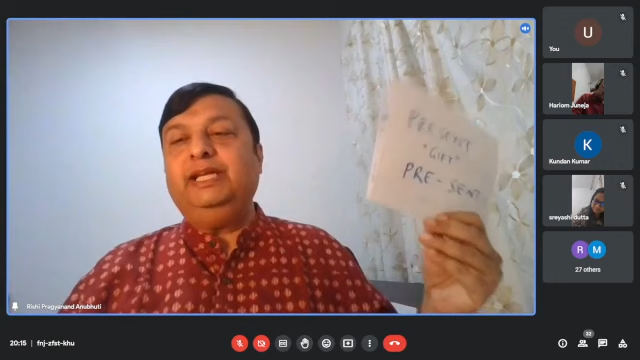 PRESENT
"GIFT"
PRE-SENT
Rishi Pragyanand Anubhuti
U
You
Hariom Juneja
K
Kundan Kumar
sreyashi dutta
R M
27 others
20:15 | fnj-zfst-khu
32